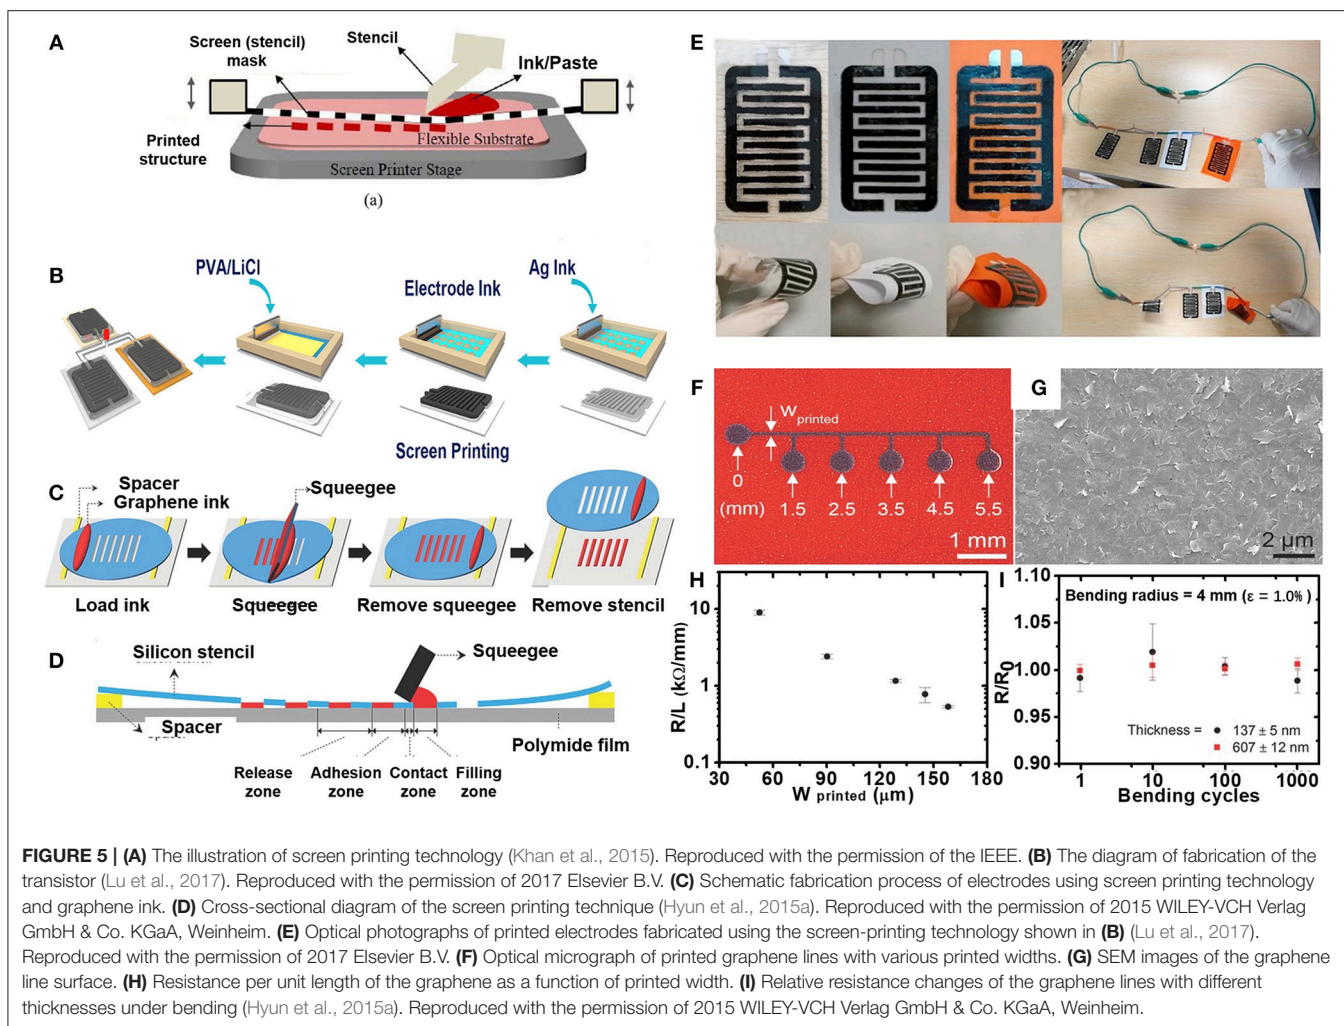 (A)
Screen (stencil)
mask
Stencil
Ink/Paste
Printed
structure
Flexible Substrate
Screen Printer Stage
(a)
(B)
PVA/LiCl
Electrode Ink
Ag Ink
Screen Printing
(C)
Spacer
Graphene ink
Squeegee
Load ink
Squeegee
Remove squeegee
Remove stencil
(D)
Silicon stencil
Squeegee
Spacer
Polymide film
Release
zone
Adhesion
zone
Contact
zone
Filling
zone
E
F
W printed
0
(mm)
1.5
2.5
3.5
4.5
5.5
1 mm
G
2 µm
H
R/L (kΩ/mm)
10
1
0.1
30
60
90
120
150
180
W printed (µm)
I
1.10
1.05
1.00
0.95
0.90
R/R0
Bending radius = 4 mm (ε = 1.0%)
Thickness = ● 137 ± 5 nm
■ 607 ± 12 nm
1
10
100
1000
Bending cycles
FIGURE 5 | (A) The illustration of screen printing technology (Khan et al., 2015). Reproduced with the permission of the IEEE. (B) The diagram of fabrication of the
transistor (Lu et al., 2017). Reproduced with the permission of 2017 Elsevier B.V. (C) Schematic fabrication process of electrodes using screen printing technology
and graphene ink. (D) Cross-sectional diagram of the screen printing technique (Hyun et al., 2015a). Reproduced with the permission of 2015 WILEY-VCH Verlag
GmbH & Co. KGaA, Weinheim. (E) Optical photographs of printed electrodes fabricated using the screen-printing technology shown in (B) (Lu et al., 2017).
Reproduced with the permission of 2017 Elsevier B.V. (F) Optical micrograph of printed graphene lines with various printed widths. (G) SEM images of the graphene
line surface. (H) Resistance per unit length of the graphene as a function of printed width. (I) Relative resistance changes of the graphene lines with different
thicknesses under bending (Hyun et al., 2015a). Reproduced with the permission of 2015 WILEY-VCH Verlag GmbH & Co. KGaA, Weinheim.